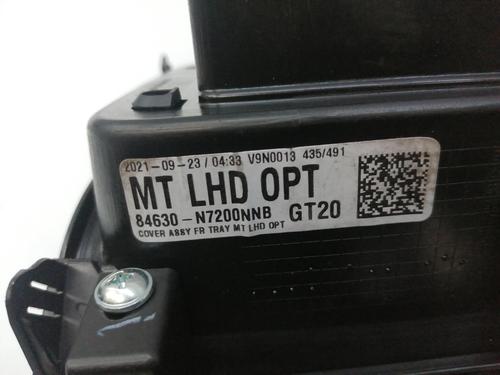 2021-09-23 / 04:33 V9N0013 435/491
MT LHD OPT
84630-N7200NNB GT20
COVER ASSY FR TRAY MT LHD OPT